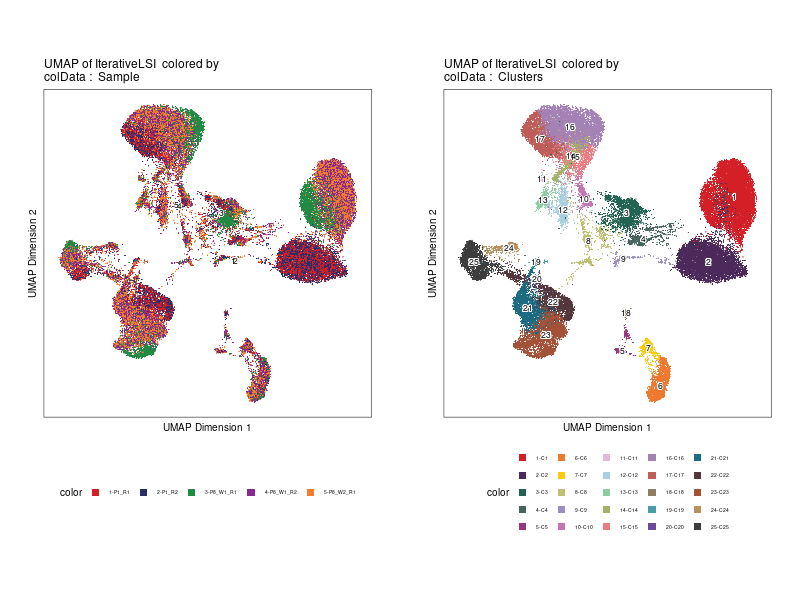 UMAP of IterativeLSI colored by
colData : Sample
UMAP Dimension 2
3
4
2
UMAP Dimension 1
color
1-P1_R1
2-P1_R2
3-P8_W1_R1
4-P8_W1_R2
5-P8_W2_R1
UMAP of IterativeLSI colored by
colData : Clusters
UMAP Dimension 2
16
17
15
11
1
13
10
12
3
8
24
9
25
19
2
20
22
21
18
23
7
5
6
UMAP Dimension 1
color
1-C1
2-C2
3-C3
4-C4
5-C5
6-C6
7-C7
8-C8
9-C9
10-C10
11-C11
12-C12
13-C13
14-C14
15-C15
16-C16
17-C17
18-C18
19-C19
20-C20
21-C21
22-C22
23-C23
24-C24
25-C25